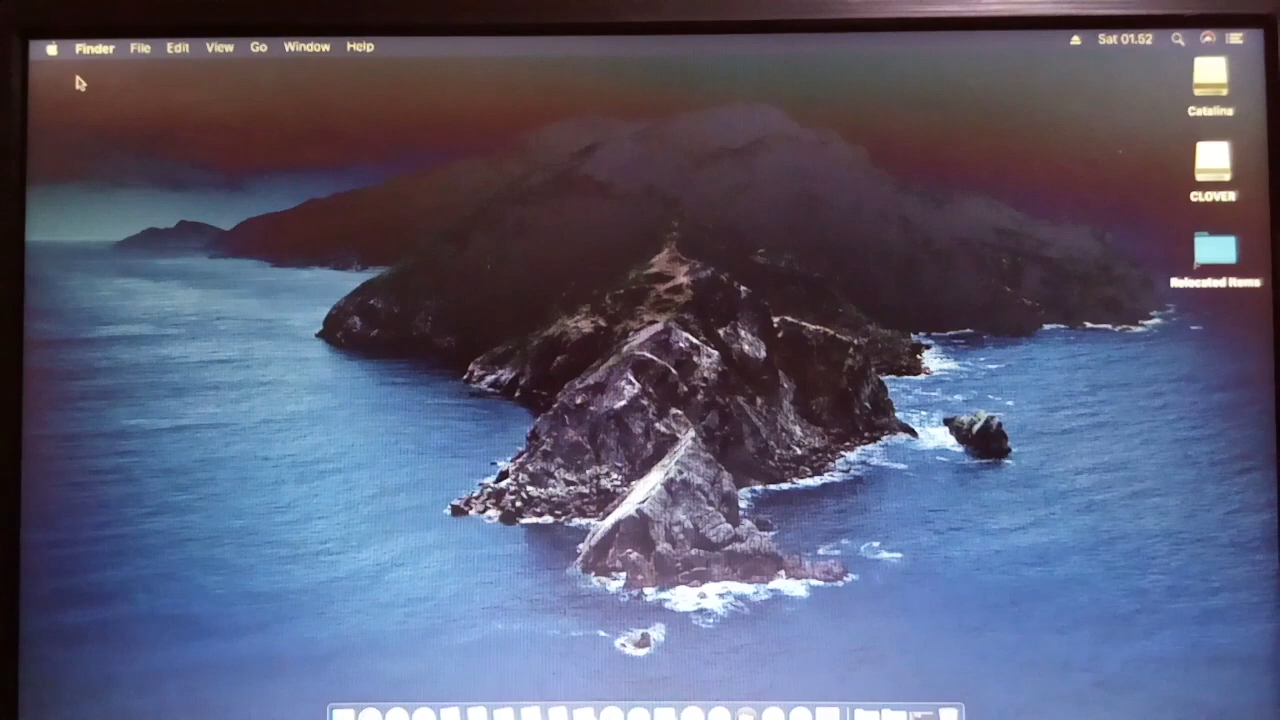 Finder File Edit View Go Window Help
Sat 01.52
Catalina
CLOVER
Relocated Items